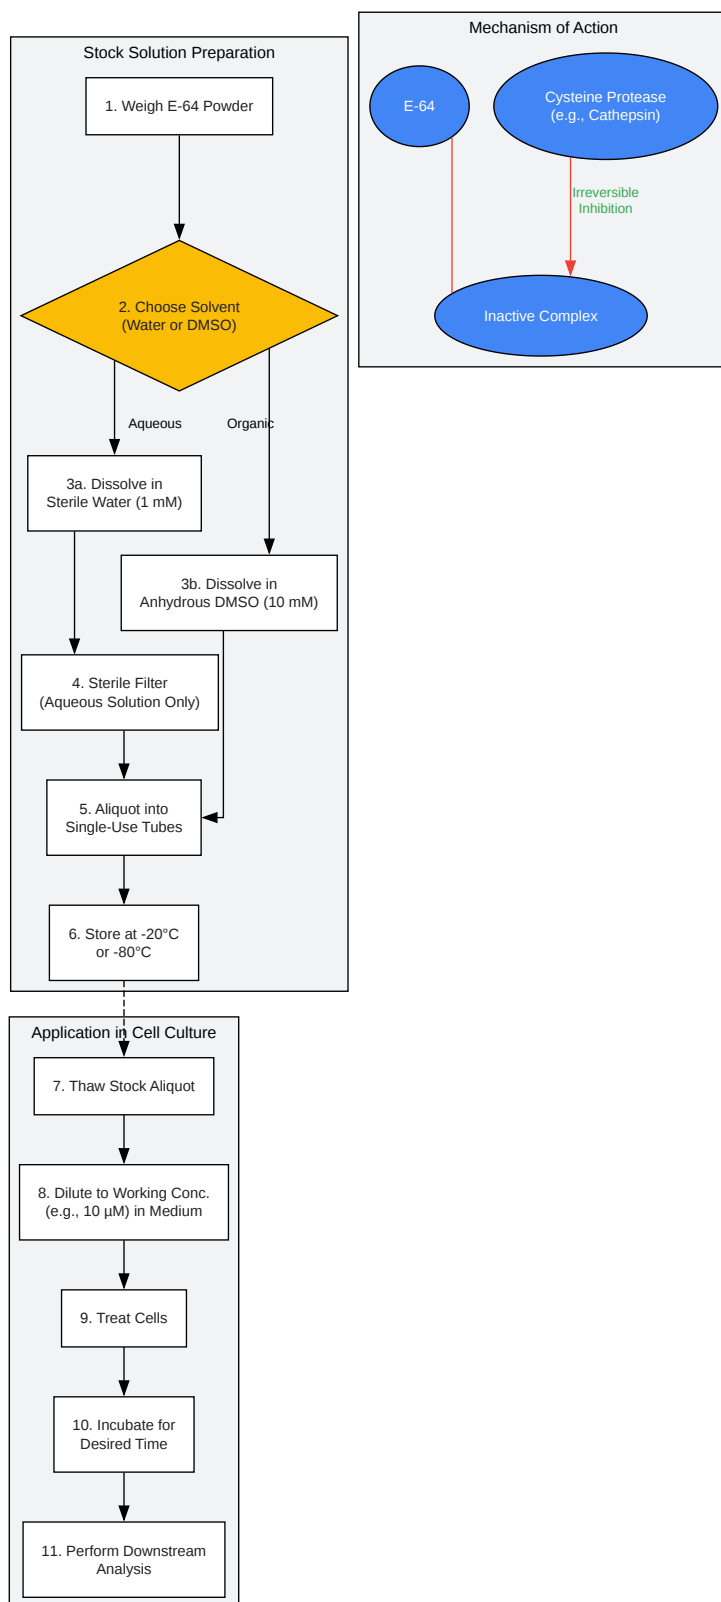 Stock Solution Preparation
1. Weigh E-64 Powder
2. Choose Solvent
(Water or DMSO)
Aqueous
Organic
3a. Dissolve in
Sterile Water (1 mM)
3b. Dissolve in
Anhydrous DMSO (10 mM)
4. Sterile Filter
(Aqueous Solution Only)
5. Aliquot into
Single-Use Tubes
6. Store at -20°C
or -80°C
Application in Cell Culture
7. Thaw Stock Aliquot
8. Dilute to Working Conc.
(e.g., 10 µM) in Medium
9. Treat Cells
10. Incubate for
Desired Time
11. Perform Downstream
Analysis
Mechanism of Action
E-64
Cysteine Protease
(e.g., Cathepsin)
Irreversible
Inhibition
Inactive Complex